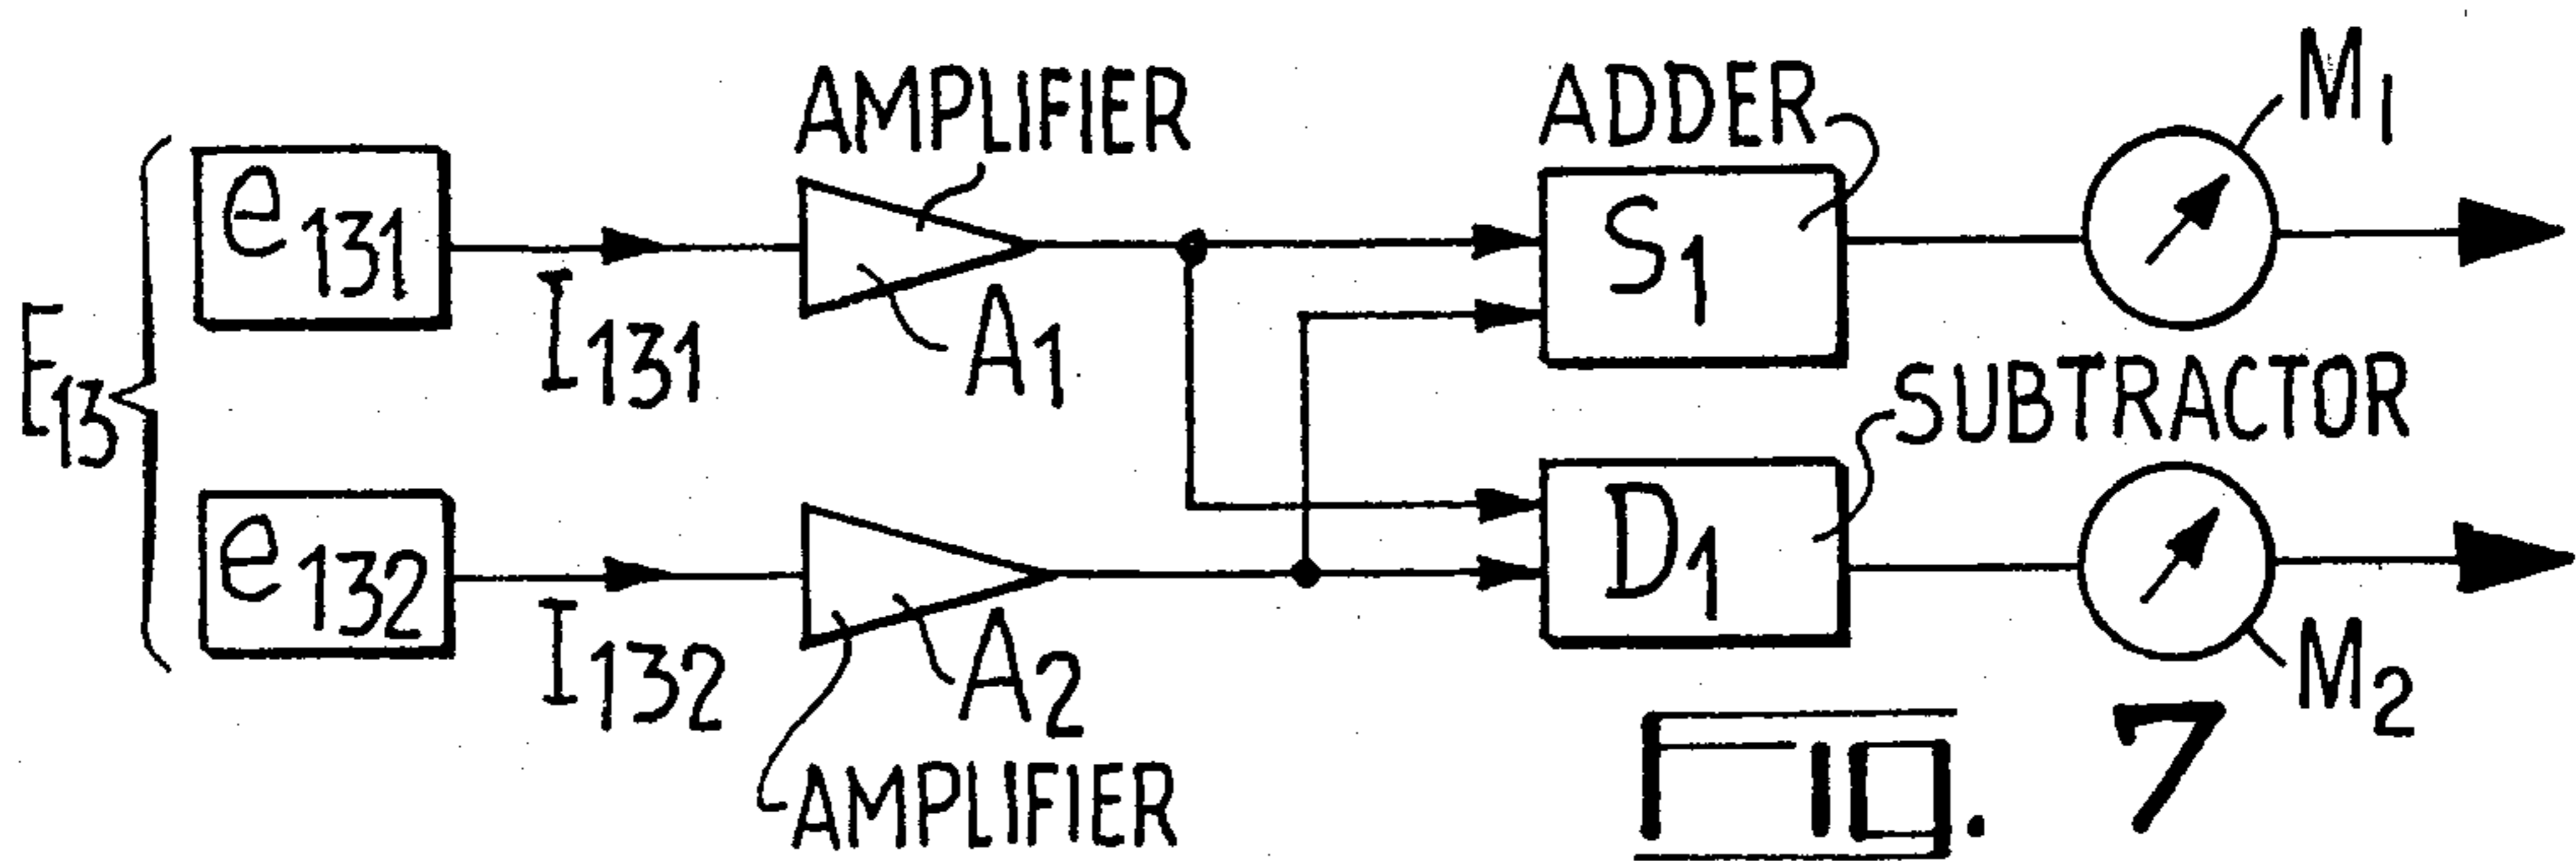 AMPLIFIER
ADDER
M1
e131
S1
E13
I131
A1
SUBTRACTOR
e132
D1
I132
A2
M2
AMPLIFIER
FIG. 7